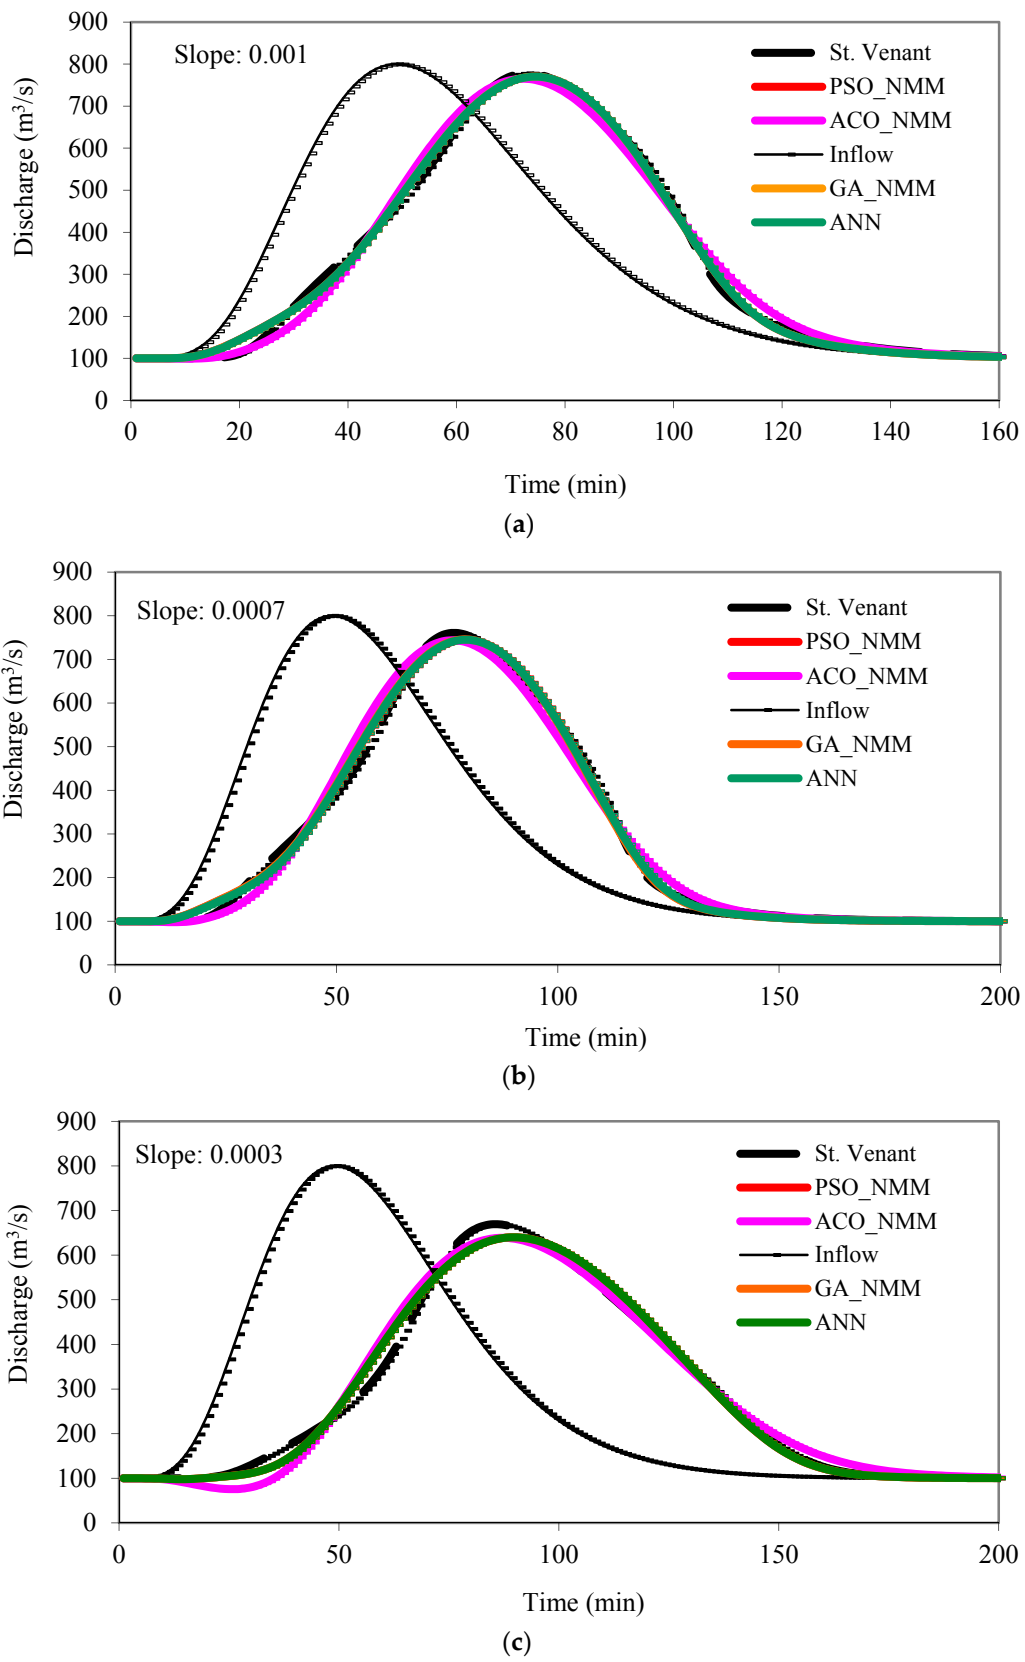 900
800
700
600
500
400
300
200
100
0
Discharge (m³/s)
Slope: 0.001
St. Venant
PSO_NMM
ACO_NMM
Inflow
GA_NMM
ANN
0 20 40 60 80 100 120 140 160
Time (min)
(a)
900
800
700
600
500
400
300
200
100
0
Discharge (m³/s)
Slope: 0.0007
St. Venant
PSO_NMM
ACO_NMM
Inflow
GA_NMM
ANN
0 50 100 150 200
Time (min)
(b)
900
800
700
600
500
400
300
200
100
0
Discharge (m³/s)
Slope: 0.0003
St. Venant
PSO_NMM
ACO_NMM
Inflow
GA_NMM
ANN
0 50 100 150 200
Time (min)
(c)